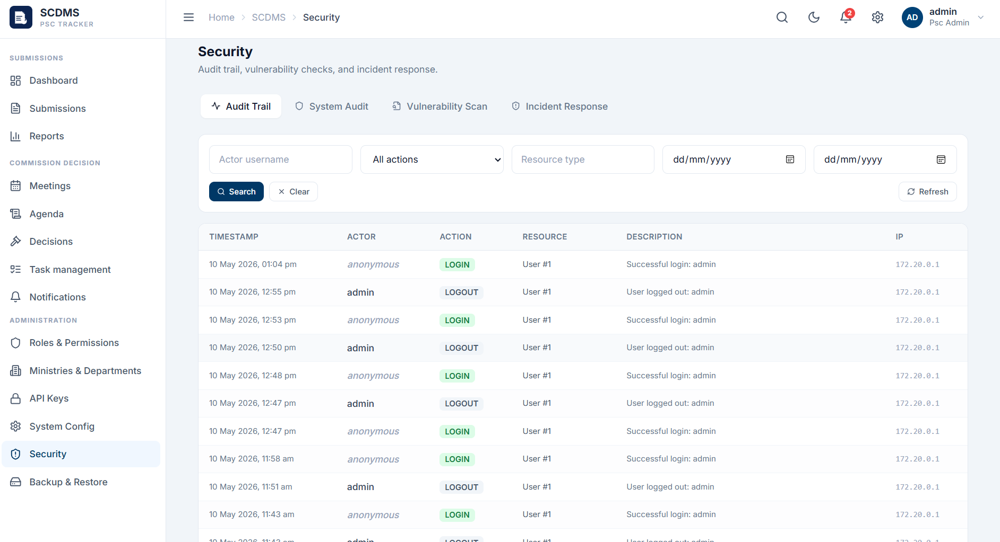 SCDMS
PSC TRACKER
SUBMISSIONS
Dashboard
Submissions
Reports
COMMISSION DECISION
Meetings
Agenda
Decisions
Task management
Notifications
ADMINISTRATION
Roles & Permissions
Ministries & Departments
API Keys
System Config
Security
Backup & Restore
Home SCDMS Security
2
AD
admin
Psc Admin
Security
Audit trail, vulnerability checks, and incident response.
Audit Trail System Audit Vulnerability Scan Incident Response
Actor username All actions Resource type dd/mm/yyyy dd/mm/yyyy
Search Clear Refresh
TIMESTAMP ACTOR ACTION RESOURCE DESCRIPTION IP
10 May 2026, 01:04 pm anonymous LOGIN User #1 Successful login: admin 172.20.0.1
10 May 2026, 12:55 pm admin LOGOUT User #1 User logged out: admin 172.20.0.1
10 May 2026, 12:53 pm anonymous LOGIN User #1 Successful login: admin 172.20.0.1
10 May 2026, 12:50 pm admin LOGOUT User #1 User logged out: admin 172.20.0.1
10 May 2026, 12:48 pm anonymous LOGIN User #1 Successful login: admin 172.20.0.1
10 May 2026, 12:47 pm admin LOGOUT User #1 User logged out: admin 172.20.0.1
10 May 2026, 12:47 pm anonymous LOGIN User #1 Successful login: admin 172.20.0.1
10 May 2026, 11:58 am anonymous LOGIN User #1 Successful login: admin 172.20.0.1
10 May 2026, 11:51 am admin LOGOUT User #1 User logged out: admin 172.20.0.1
10 May 2026, 11:43 am anonymous LOGIN User #1 Successful login: admin 172.20.0.1
10 May 2026, 11:43 am admin LOGOUT User #1 User logged out: admin 172.20.0.1